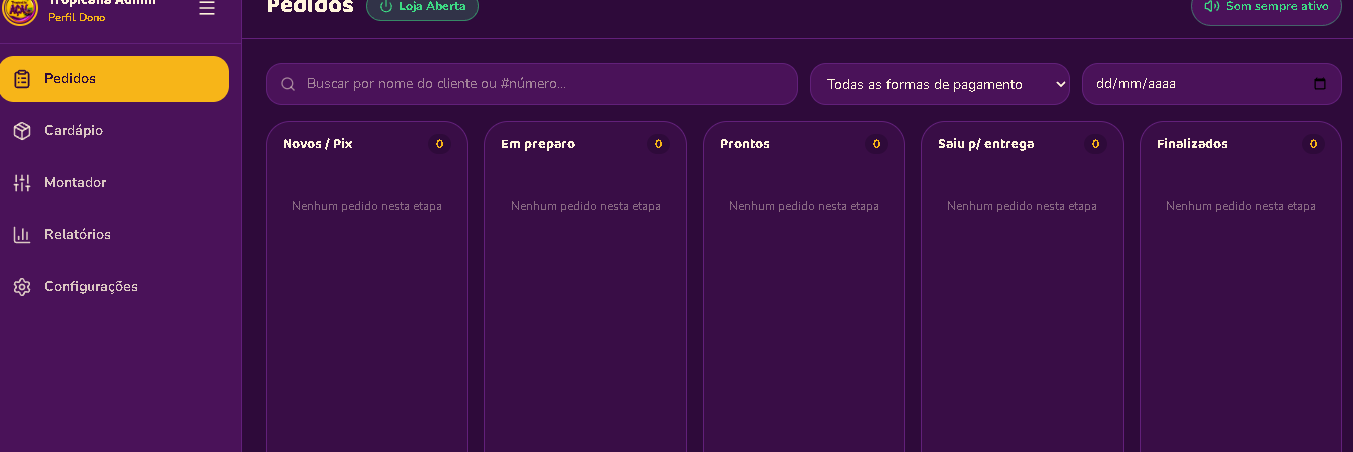 Tropicana Admin
Perfil Dono
Pedidos
Loja Aberta
Som sempre ativo
Pedidos
Cardápio
Montador
Relatórios
Configurações
Buscar por nome do cliente ou #número...
Todas as formas de pagamento
dd/mm/aaaa
Novos / Pix 0
Nenhum pedido nesta etapa
Em preparo 0
Nenhum pedido nesta etapa
Prontos 0
Nenhum pedido nesta etapa
Saiu p/ entrega 0
Nenhum pedido nesta etapa
Finalizados 0
Nenhum pedido nesta etapa